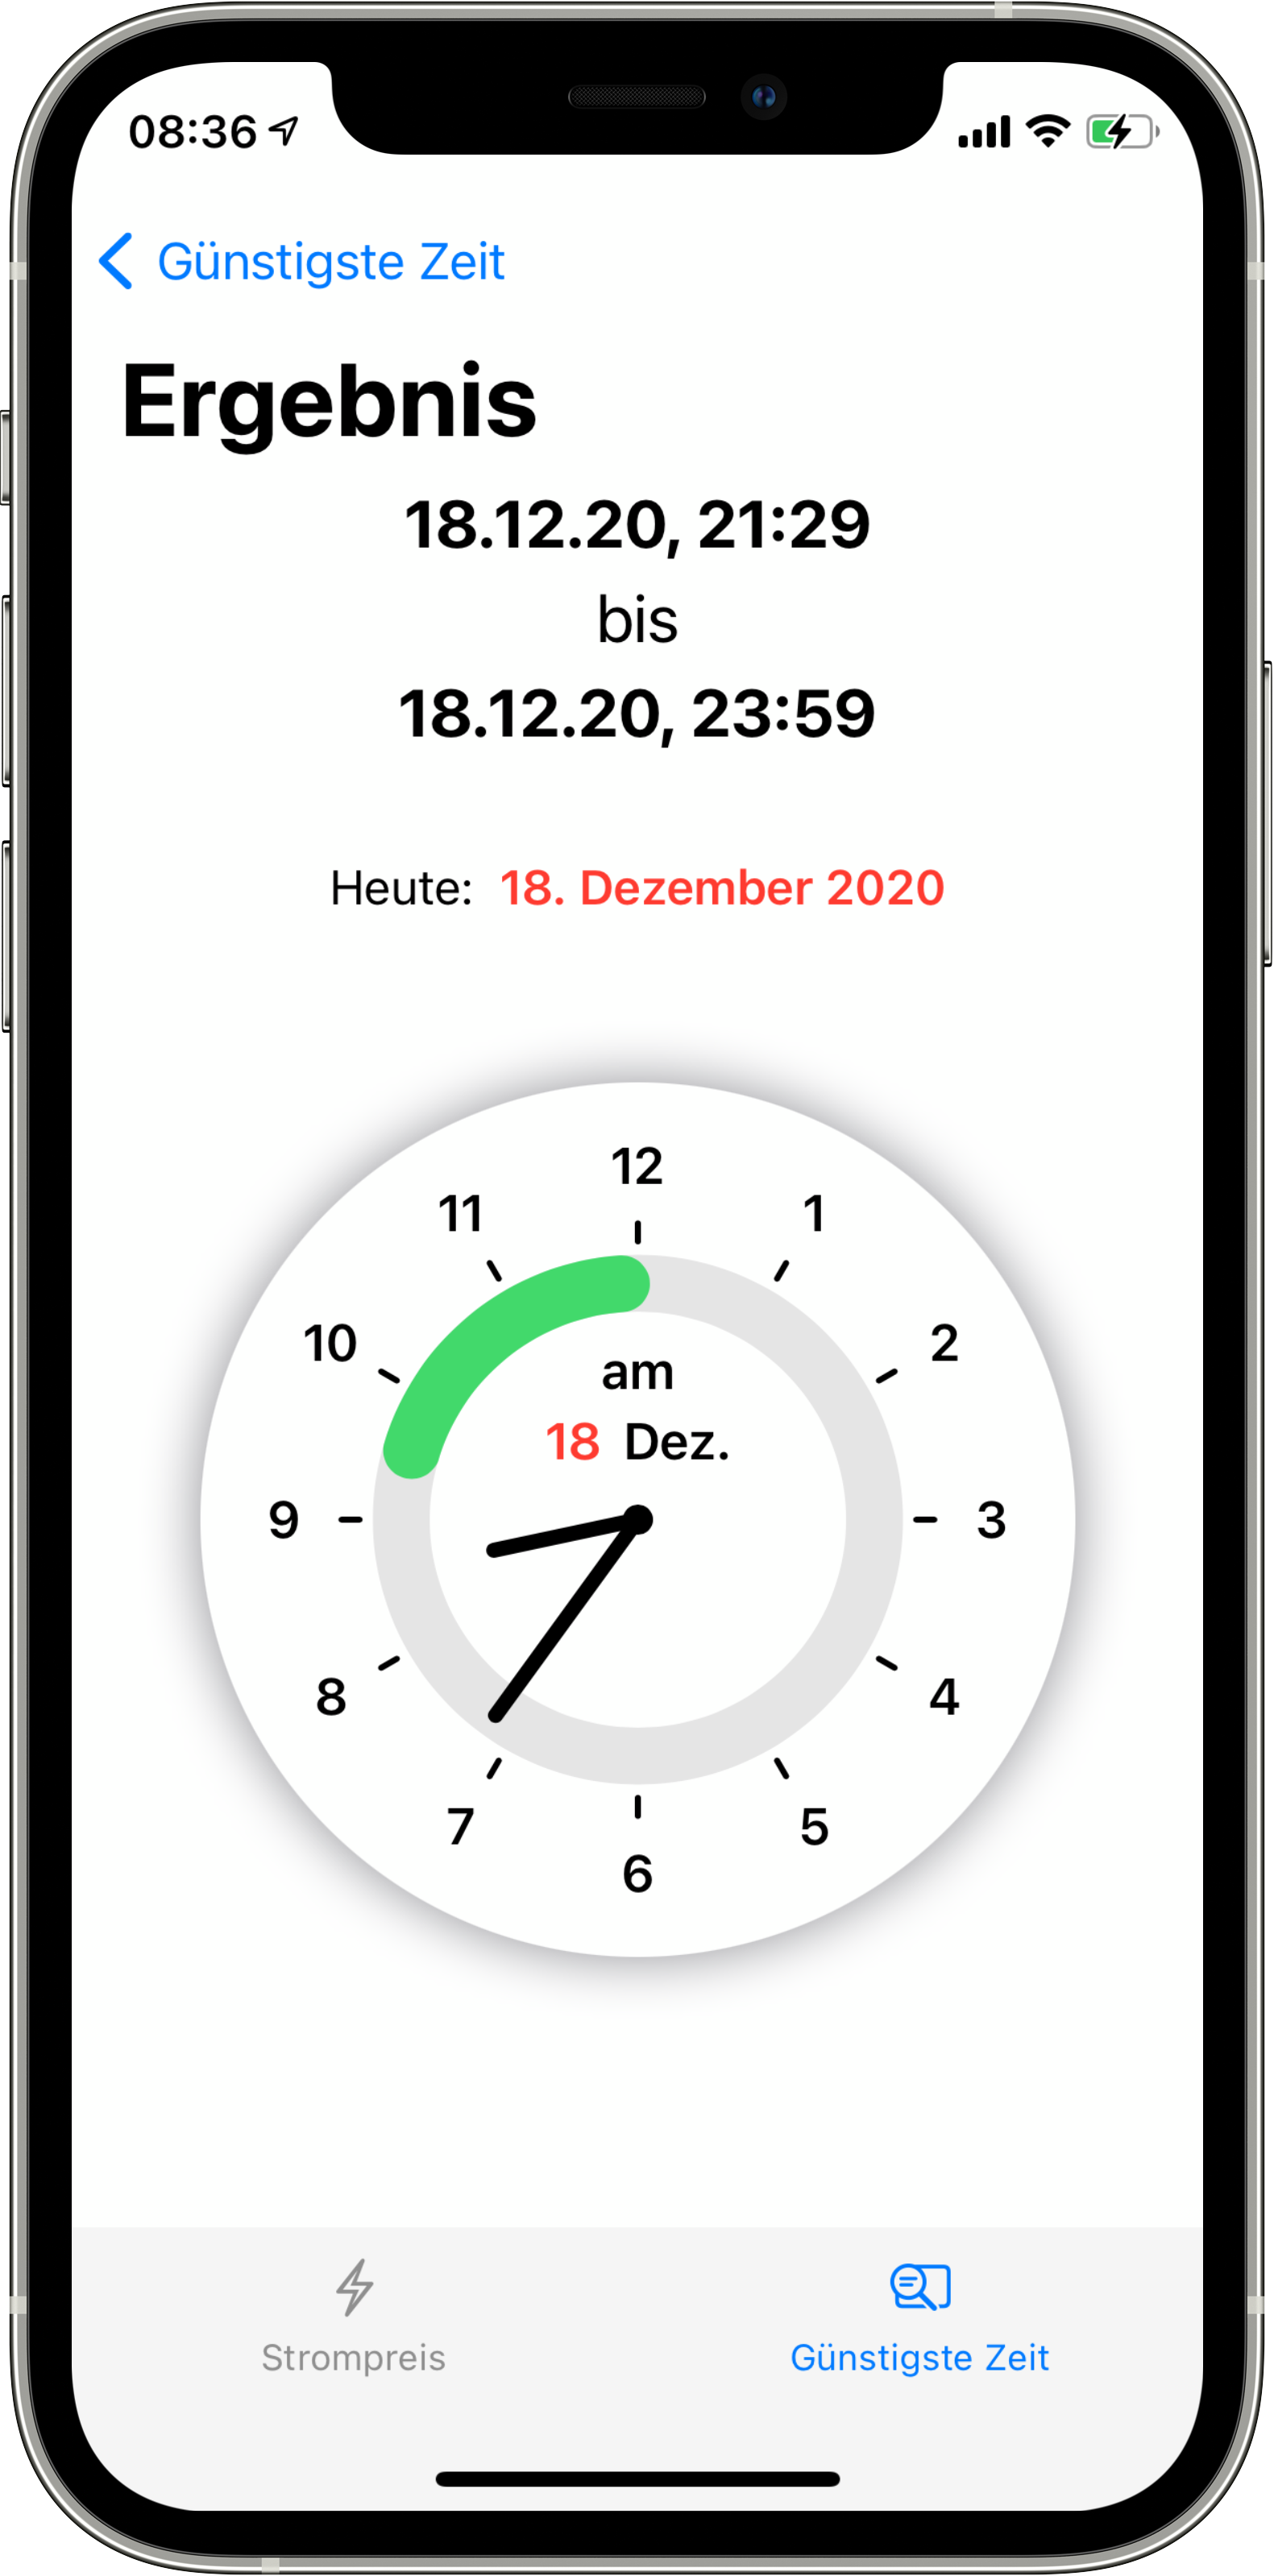 08:36
Günstigste Zeit
Ergebnis
18.12.20, 21:29
bis
18.12.20, 23:59
Heute: 18. Dezember 2020
12
11
1
10
2
am
18 Dez.
9
3
8
4
7
5
6
Strompreis
Günstigste Zeit